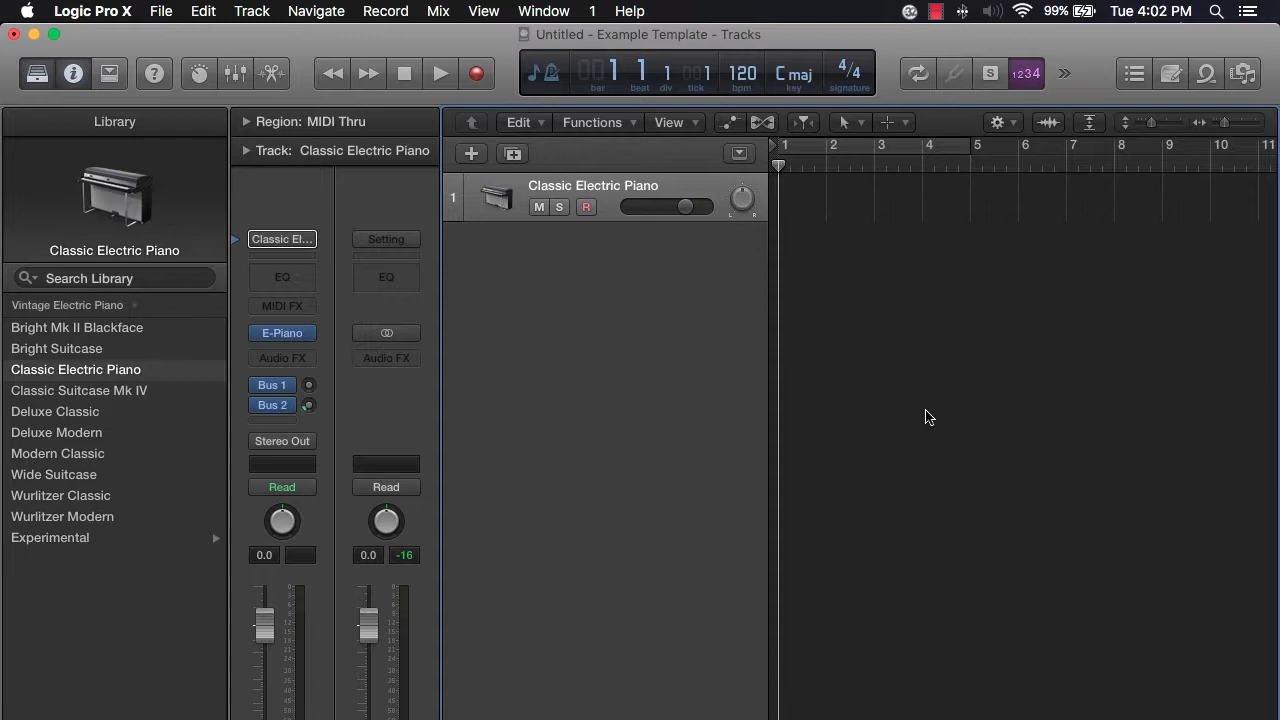 Logic Pro X File Edit Track Navigate Record Mix View Window 1 Help 99% Tue 4:02 PM
Untitled - Example Template - Tracks
001 1 1 001 120 C maj 4/4
bar beat div tick bpm key signature
S 1234
Library
Region: MIDI Thru
Edit Functions View
Track: Classic Electric Piano
1 2 3 4 5 6 7 8 9 10 11
1 Classic Electric Piano
M S R L R
Classic Electric Piano
Search Library
Vintage Electric Piano
Bright Mk II Blackface
Bright Suitcase
Classic Electric Piano
Classic Suitcase Mk IV
Deluxe Classic
Deluxe Modern
Modern Classic
Wide Suitcase
Wurlitzer Classic
Wurlitzer Modern
Experimental
Classic El... Setting
EQ EQ
MIDI FX
E-Piano
Audio FX Audio FX
Bus 1
Bus 2
Stereo Out
Read Read
0.0 0.0 -16